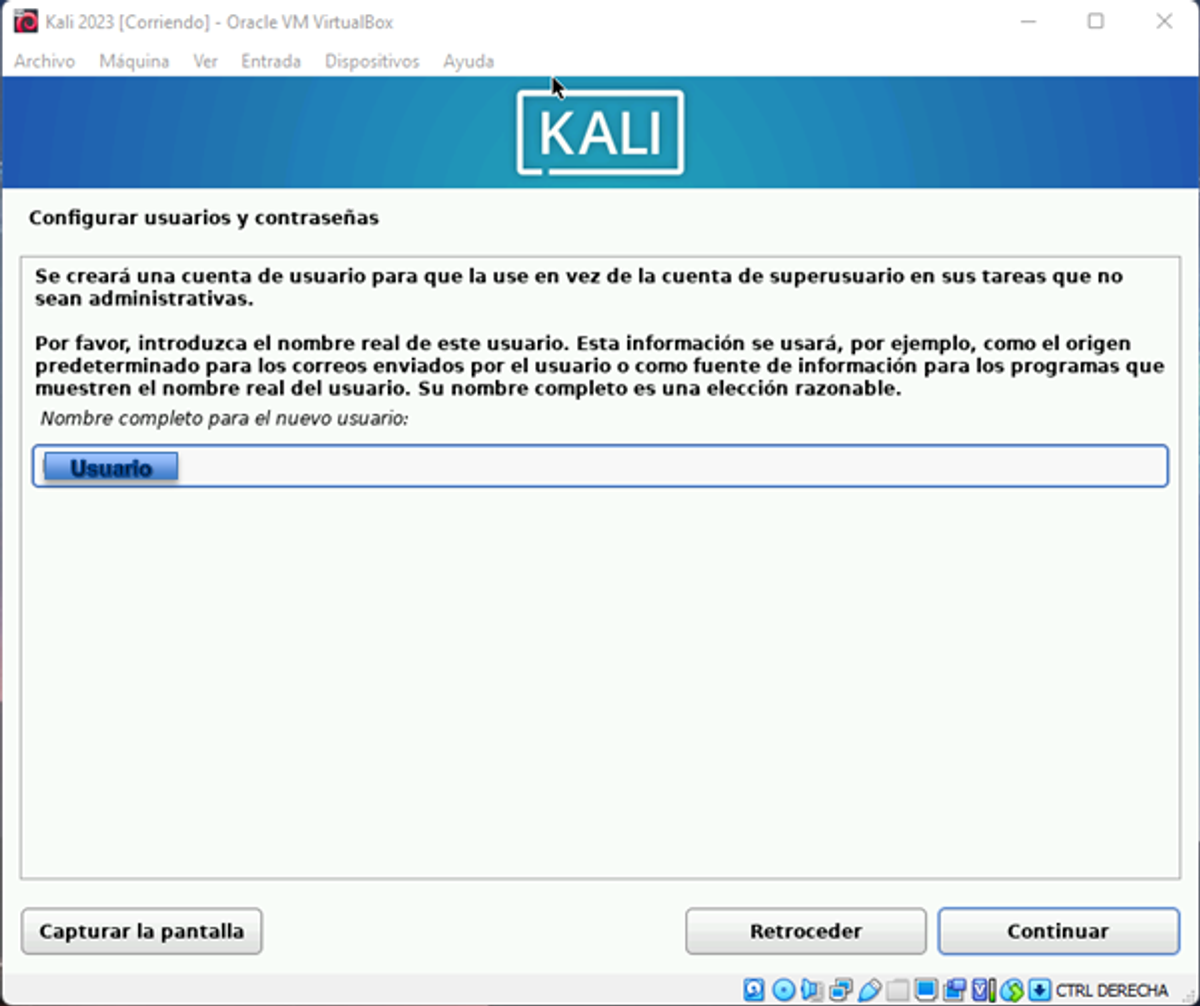 Kali 2023 [Corriendo] - Oracle VM VirtualBox
Archivo Máquina Ver Entrada Dispositivos Ayuda
KALI
Configurar usuarios y contraseñas
Se creará una cuenta de usuario para que la use en vez de la cuenta de superusuario en sus tareas que no
sean administrativas.
Por favor, introduzca el nombre real de este usuario. Esta información se usará, por ejemplo, como el origen
predeterminado para los correos enviados por el usuario o como fuente de información para los programas que
muestren el nombre real del usuario. Su nombre completo es una elección razonable.
Nombre completo para el nuevo usuario:
Usuario
Capturar la pantalla Retroceder Continuar
CTRL DERECHA